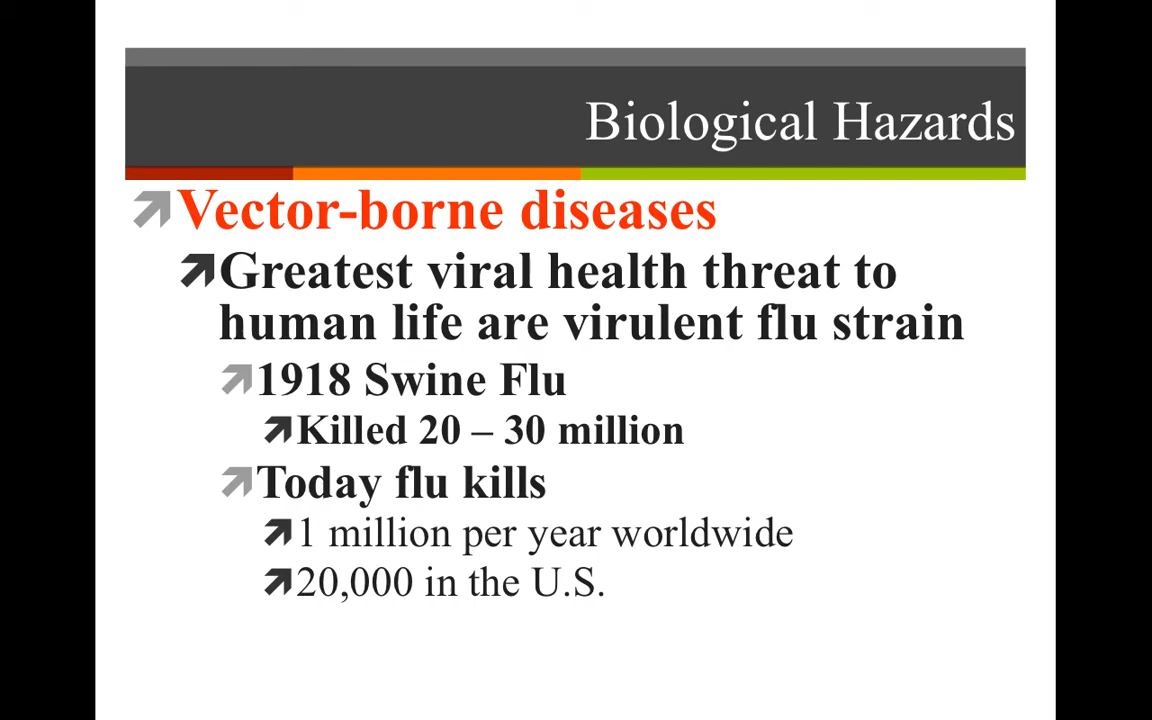 Biological Hazards
Vector-borne diseases
Greatest viral health threat to
human life are virulent flu strain
1918 Swine Flu
Killed 20 – 30 million
Today flu kills
1 million per year worldwide
20,000 in the U.S.